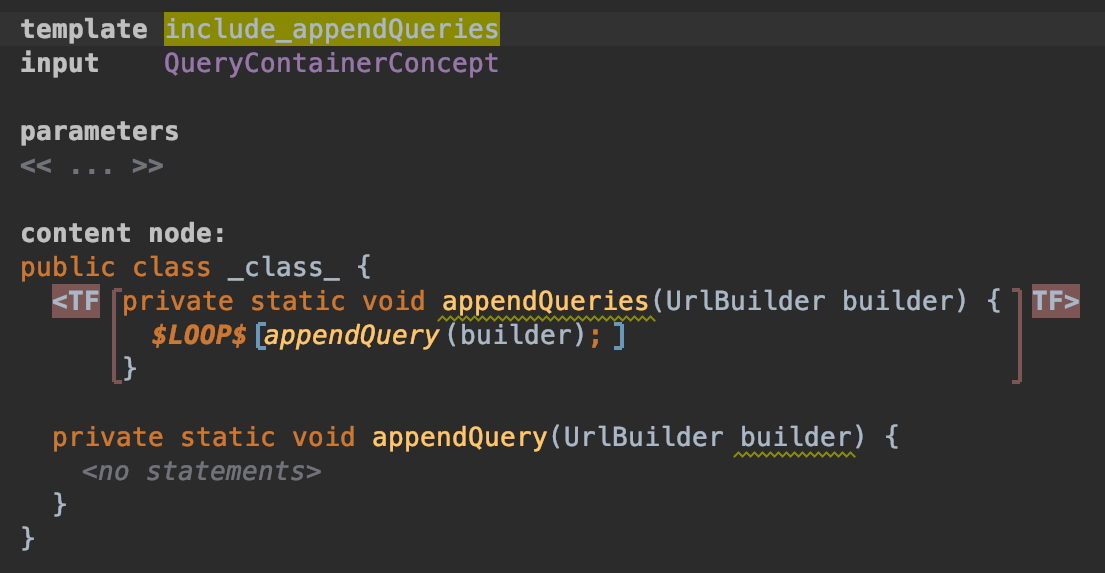 template include_appendQueries
input QueryContainerConcept
parameters
<< ... >>
content node:
public class _class_ {
<TF [private static void appendQueries(UrlBuilder builder) { ] TF>
$LOOP$ [appendQuery(builder); ]
}
private static void appendQuery(UrlBuilder builder) {
<no statements>
}
}